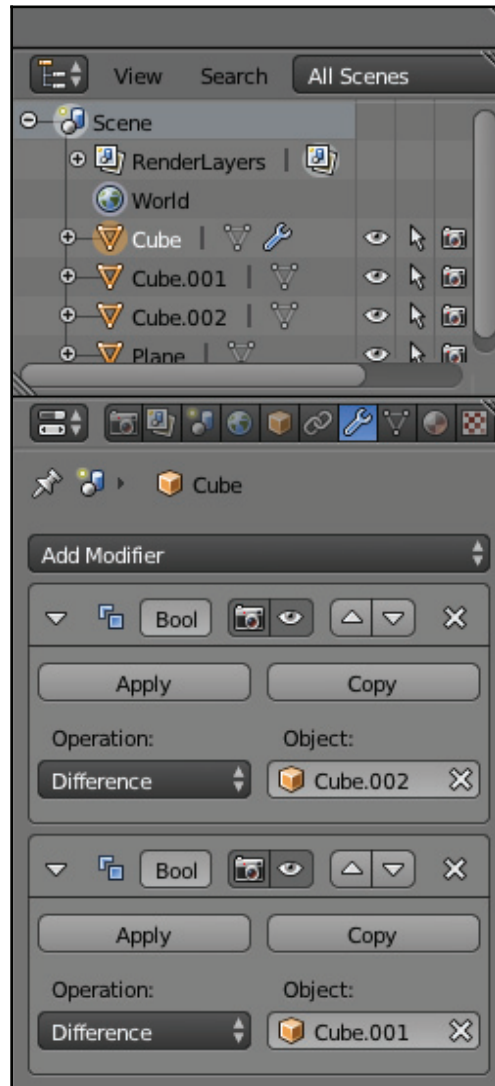 View Search All Scenes
Scene
RenderLayers
World
Cube
Cube.001
Cube.002
Plane
Cube
Add Modifier
Bool
Apply Copy
Operation: Object:
Difference Cube.002
Bool
Apply Copy
Operation: Object:
Difference Cube.001